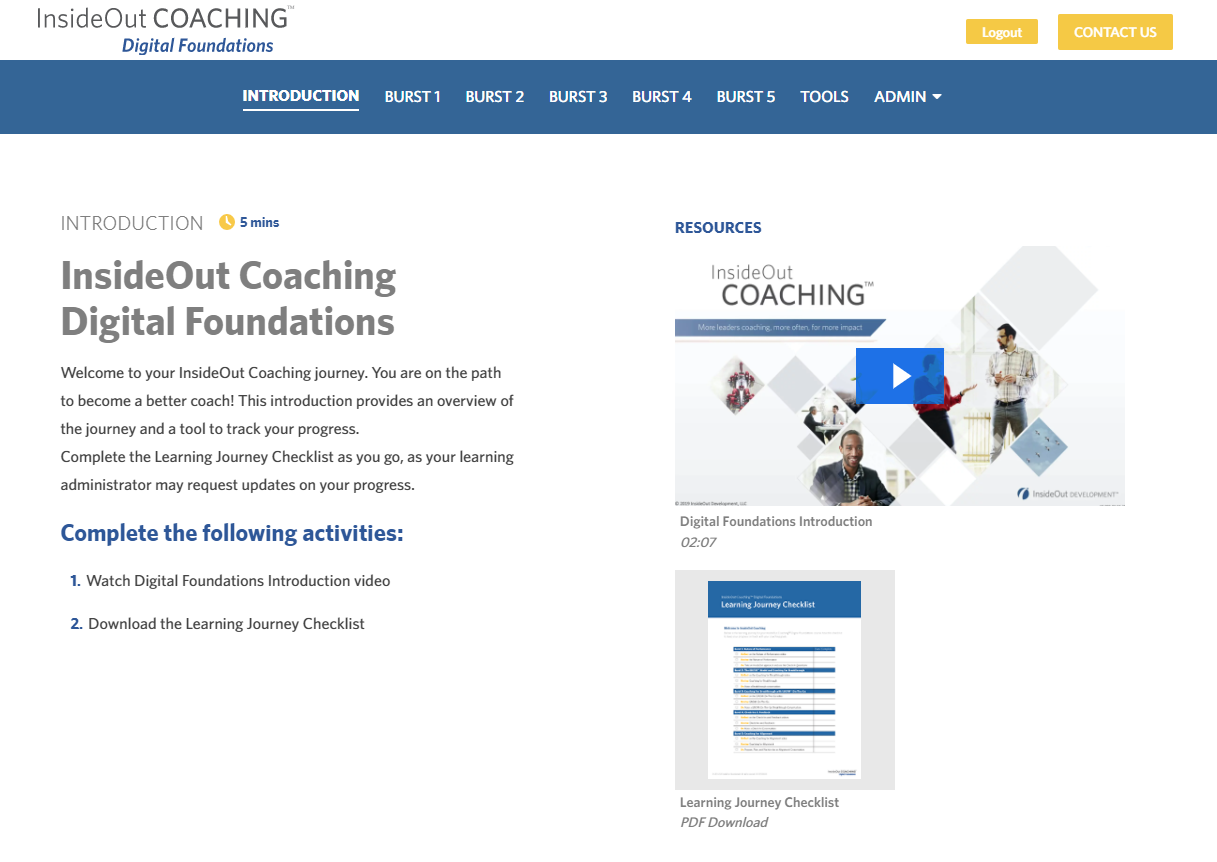 InsideOut COACHING™
Digital Foundations
Logout
CONTACT US
INTRODUCTION
BURST 1
BURST 2
BURST 3
BURST 4
BURST 5
TOOLS
ADMIN
INTRODUCTION
5 mins
InsideOut Coaching
Digital Foundations
Welcome to your InsideOut Coaching journey. You are on the path
to become a better coach! This introduction provides an overview of
the journey and a tool to track your progress.
Complete the Learning Journey Checklist as you go, as your learning
administrator may request updates on your progress.
Complete the following activities:
1. Watch Digital Foundations Introduction video
2. Download the Learning Journey Checklist
RESOURCES
InsideOut
COACHING™
More leaders coaching, more often, for more impact
© 2019 InsideOut Development, LLC
InsideOut DEVELOPMENT
Digital Foundations Introduction
02:07
Learning Journey Checklist
Learning Journey Checklist
PDF Download